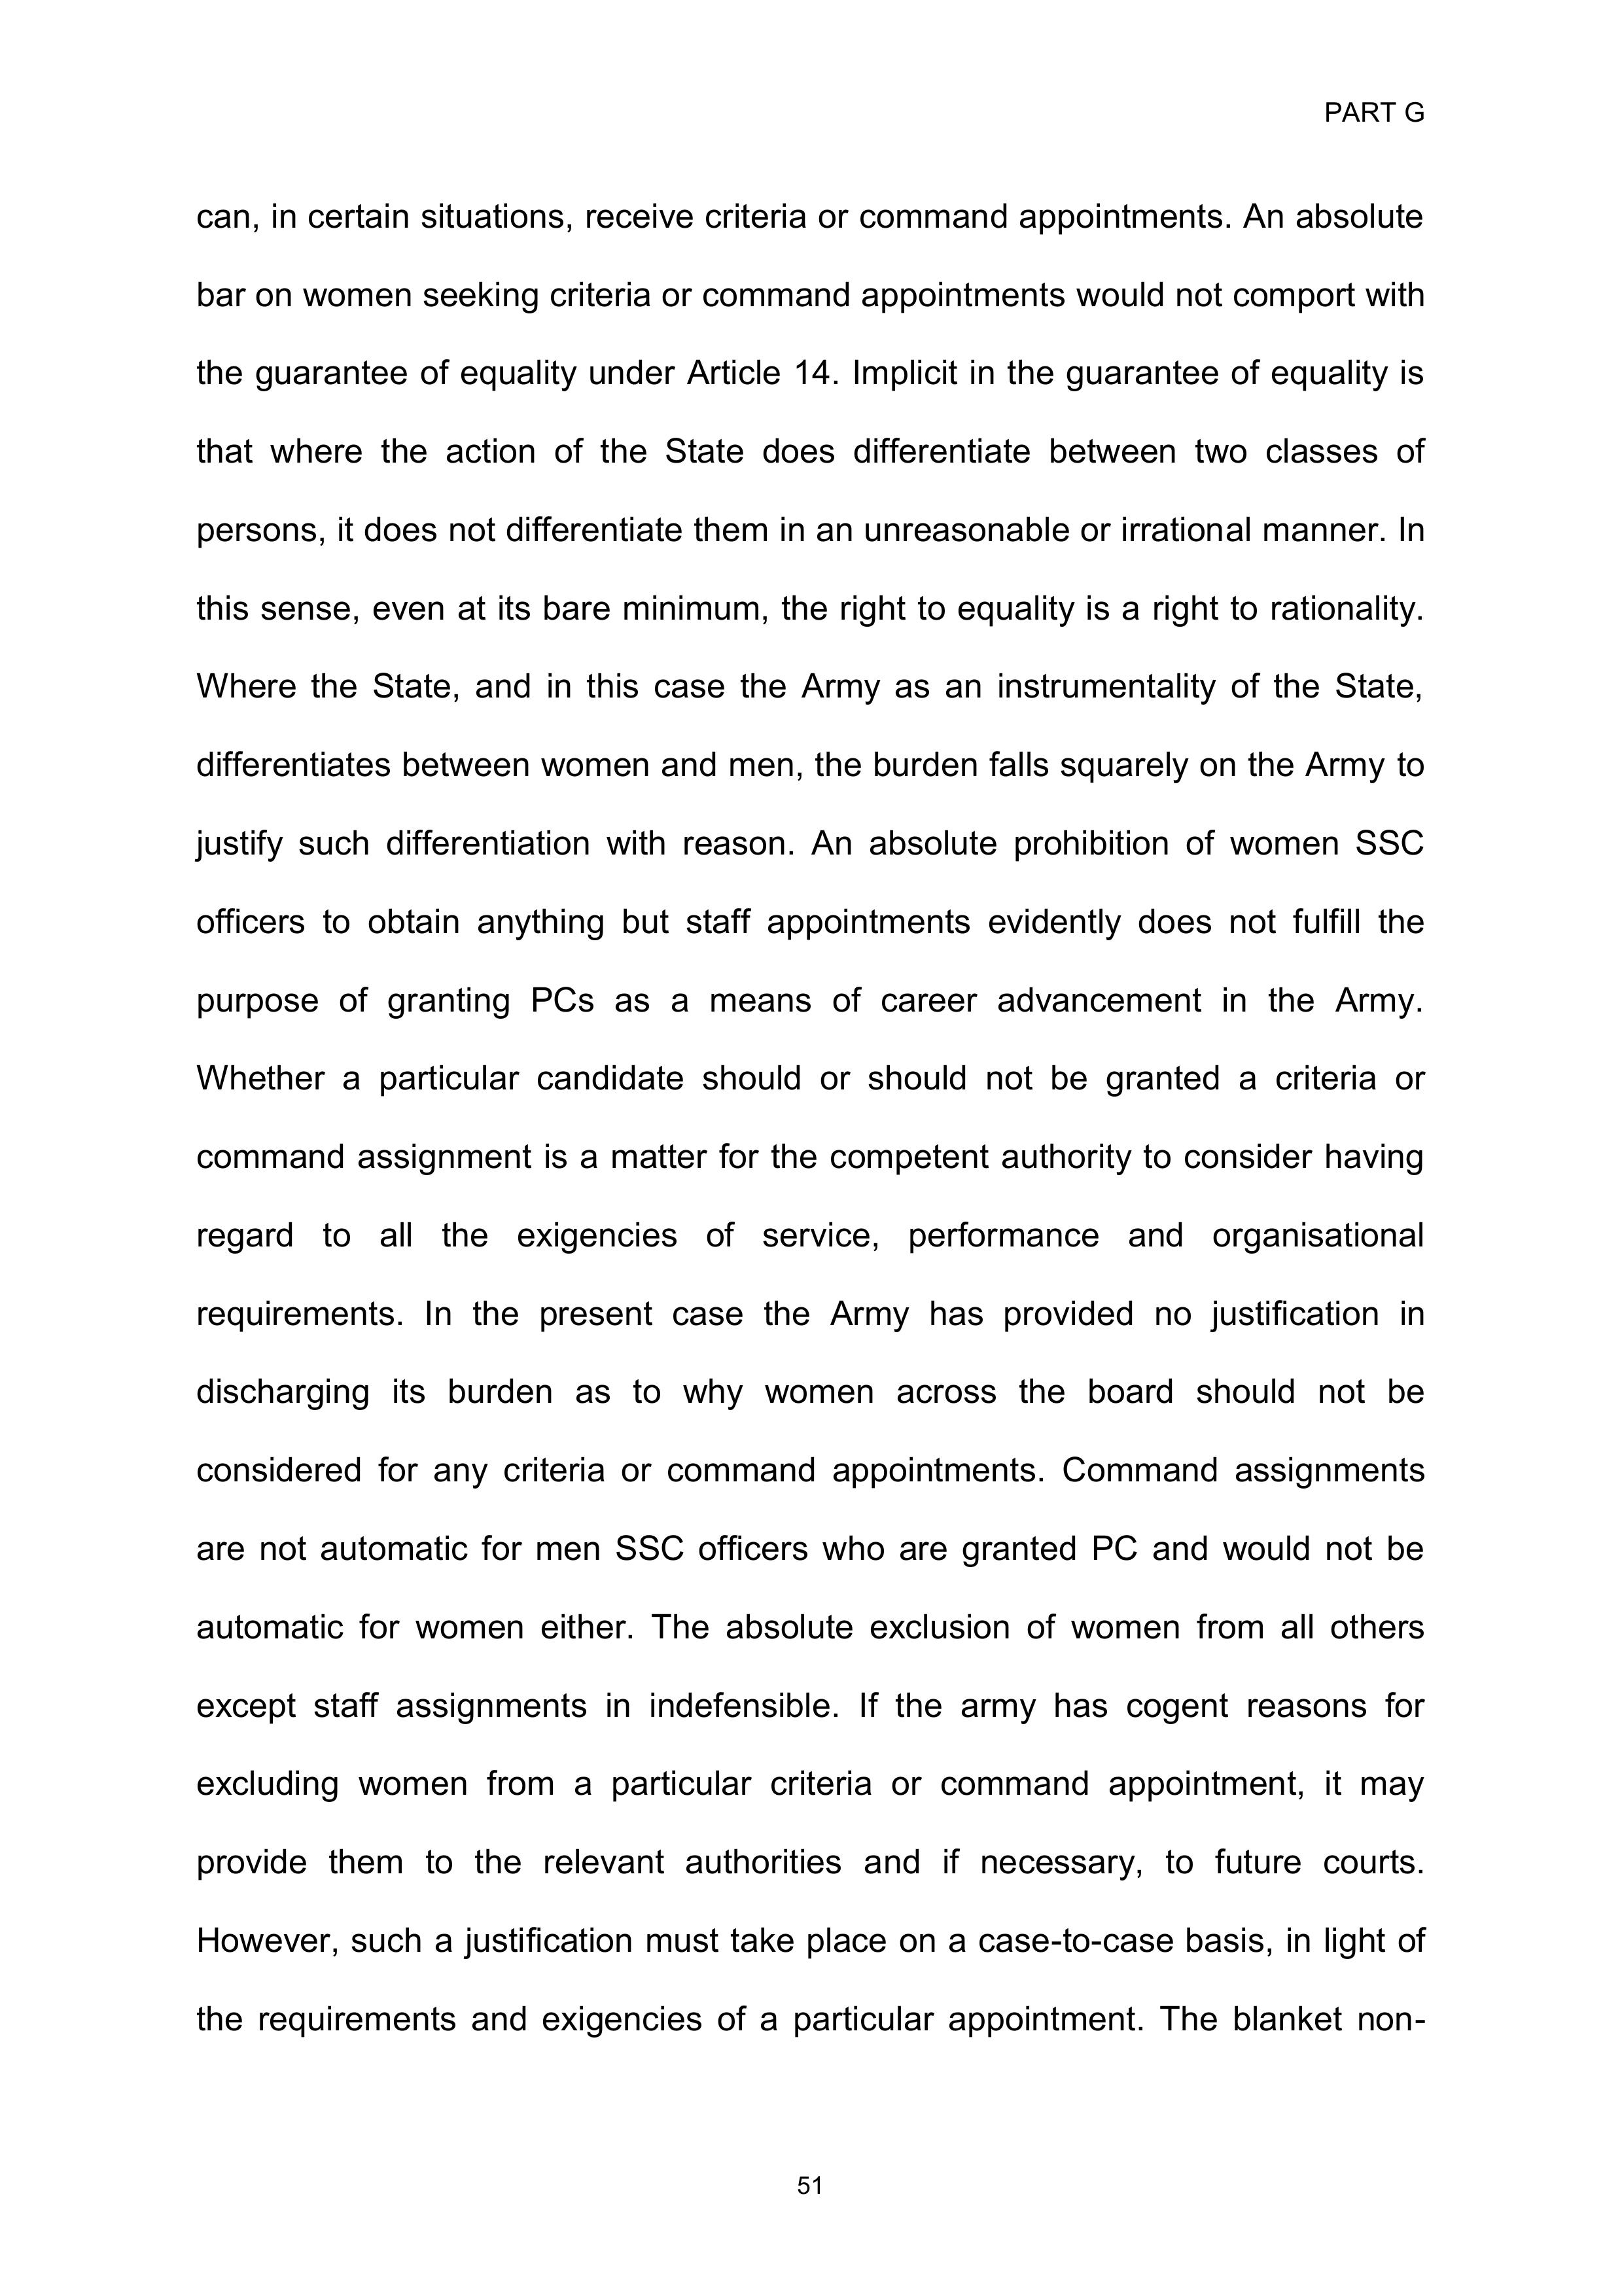 PART G
can, in certain situations, receive criteria or command appointments. An absolute
bar on women seeking criteria or command appointments would not comport with
the guarantee of equality under Article 14. Implicit in the guarantee of equality is
that where the action of the State does differentiate between two classes of
persons, it does not differentiate them in an unreasonable or irrational manner. In
this sense, even at its bare minimum, the right to equality is a right to rationality.
Where the State, and in this case the Army as an instrumentality of the State,
differentiates between women and men, the burden falls squarely on the Army to
justify such differentiation with reason. An absolute prohibition of women SSC
officers to obtain anything but staff appointments evidently does not fulfill the
purpose of granting PCs as a means of career advancement in the Army.
Whether a particular candidate should or should not be granted a criteria or
command assignment is a matter for the competent authority to consider having
regard to all the exigencies of service, performance and organisational
requirements. In the present case the Army has provided no justification in
discharging its burden as to why women across the board should not be
considered for any criteria or command appointments. Command assignments
are not automatic for men SSC officers who are granted PC and would not be
automatic for women either. The absolute exclusion of women from all others
except staff assignments in indefensible. If the army has cogent reasons for
excluding women from a particular criteria or command appointment, it may
provide them to the relevant authorities and if necessary, to future courts.
However, such a justification must take place on a case-to-case basis, in light of
the requirements and exigencies of a particular appointment. The blanket non-
51